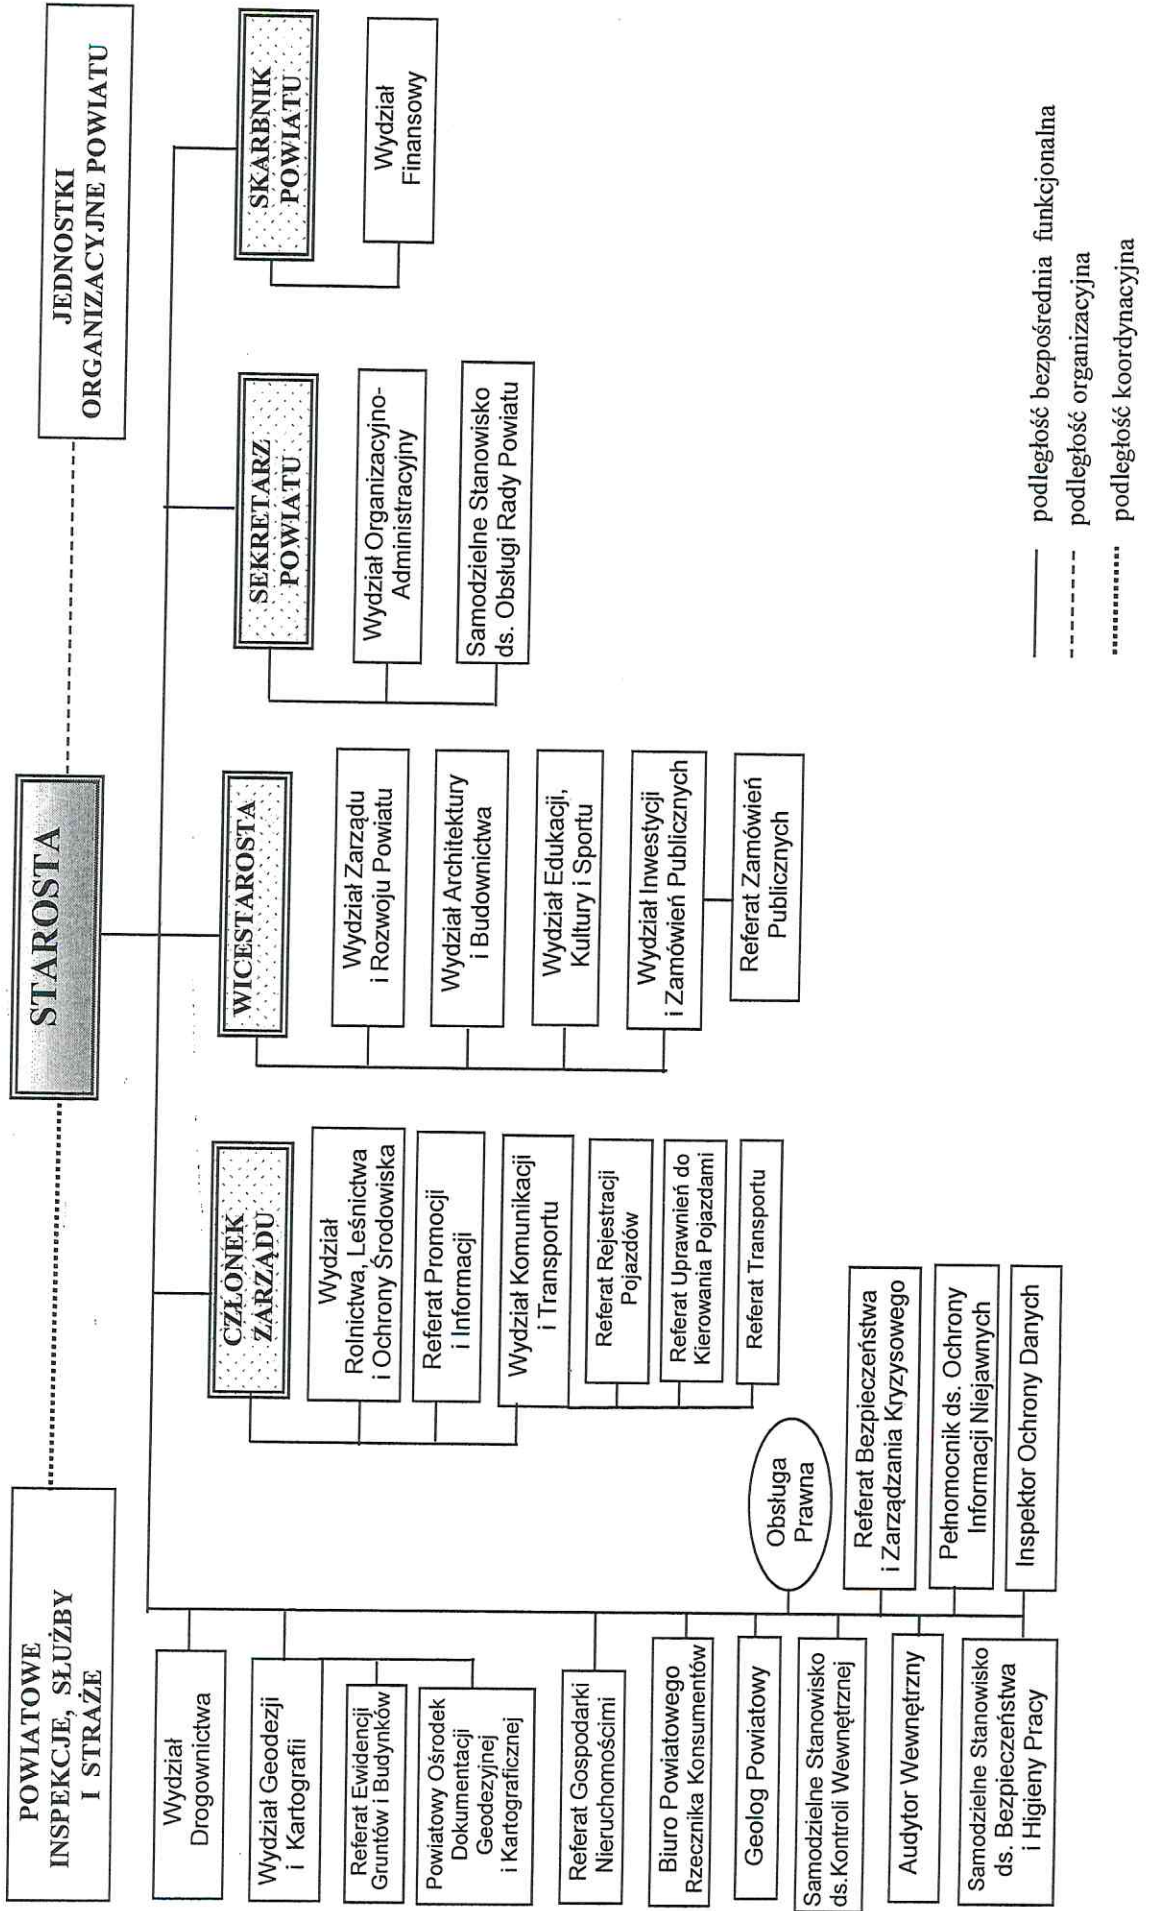 STAROSTA
POWIATOWE
INSPEKCJE, SŁUŻBY
I STRAŻE
JEDNOSTKI
ORGANIZACYJNE POWIATU
CZŁONEK
ZARZĄDU
WICESTAROSTA
SEKRETARZ
POWIATU
SKARBNIK
POWIATU
Wydział
Drogownictwa
Wydział Geodezji
i Kartografii
Referat Ewidencji
Gruntów i Budynków
Powiatowy Ośrodek
Dokumentacji
Geodezyjnej
i Kartograficznej
Referat Gospodarki
Nieruchomościmi
Biuro Powiatowego
Rzecznika Konsumentów
Geolog Powiatowy
Samodzielne Stanowisko
ds.Kontroli Wewnętrznej
Audytor Wewnętrzny
Samodzielne Stanowisko
ds. Bezpieczeństwa
i Higieny Pracy
Obsługa
Prawna
Referat Bezpieczeństwa
i Zarządzania Kryzysowego
Pełnomocnik ds. Ochrony
Informacji Niejawnych
Inspektor Ochrony Danych
Wydział
Rolnictwa, Leśnictwa
i Ochrony Środowiska
Referat Promocji
i Informacji
Wydział Komunikacji
i Transportu
Referat Rejestracji
Pojazdów
Referat Uprawnień do
Kierowania Pojazdami
Referat Transportu
Wydział Zarządu
i Rozwoju Powiatu
Wydział Architektury
i Budownictwa
Wydział Edukacji,
Kultury i Sportu
Wydział Inwestycji
i Zamówień Publicznych
Referat Zamówień
Publicznych
Wydział Organizacyjno-
Administracyjny
Samodzielne Stanowisko
ds. Obsługi Rady Powiatu
Wydział
Finansowy
podległość bezpośrednia funkcjonalna
podległość organizacyjna
podległość koordynacyjna